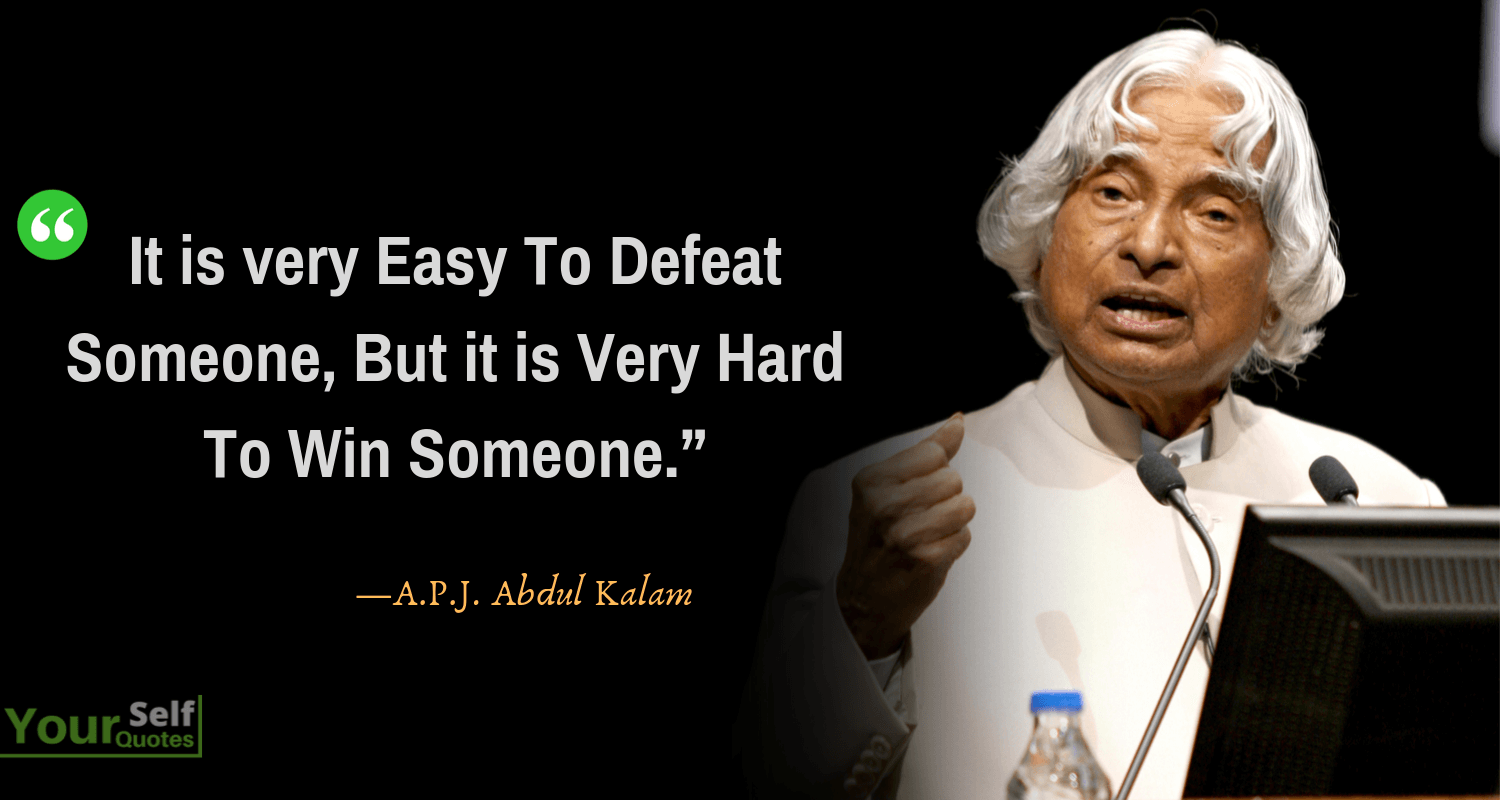 “
It is very Easy To Defeat
Someone, But it is Very Hard
To Win Someone.”
—A.P.J. Abdul Kalam
Your Self
Quotes